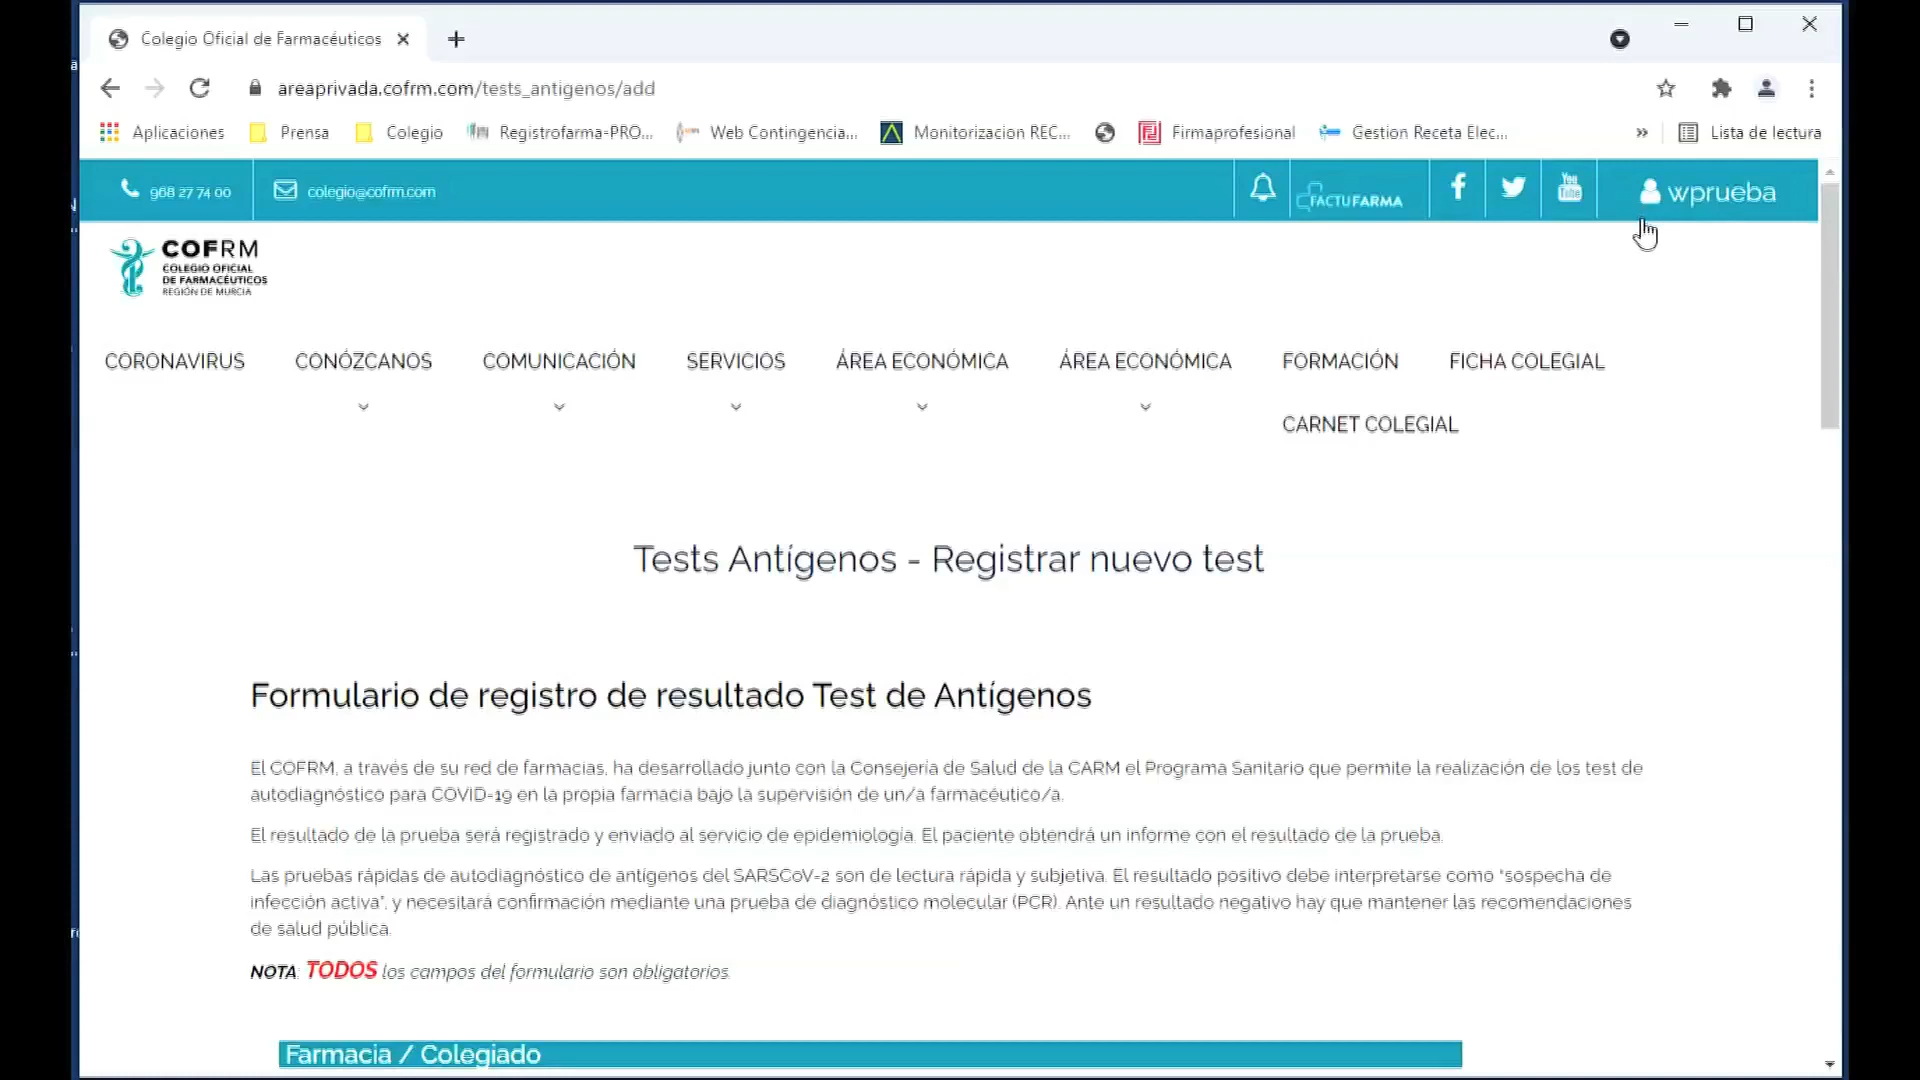 Colegio Oficial de Farmacéuticos
areaprivada.cofrm.com/tests_antigenos/add
Aplicaciones Prensa Colegio Registrofarma-PRO... Web Contingencia... Monitorizacion REC... Firmaprofesional Gestion Receta Elec... » Lista de lectura
968 27 74 00 colegio@cofrm.com FACTUFARMA You Tube wprueba
COFRM
COLEGIO OFICIAL
DE FARMACÉUTICOS
REGIÓN DE MURCIA
CORONAVIRUS CONÓZCANOS COMUNICACIÓN SERVICIOS ÁREA ECONÓMICA ÁREA ECONÓMICA FORMACIÓN FICHA COLEGIAL
CARNET COLEGIAL
Tests Antígenos - Registrar nuevo test
Formulario de registro de resultado Test de Antígenos
El COFRM, a través de su red de farmacias, ha desarrollado junto con la Consejería de Salud de la CARM el Programa Sanitario que permite la realización de los test de
autodiagnóstico para COVID-19 en la propia farmacia bajo la supervisión de un/a farmacéutico/a.
El resultado de la prueba será registrado y enviado al servicio de epidemiología. El paciente obtendrá un informe con el resultado de la prueba.
Las pruebas rápidas de autodiagnóstico de antígenos del SARSCoV-2 son de lectura rápida y subjetiva. El resultado positivo debe interpretarse como "sospecha de
infección activa", y necesitará confirmación mediante una prueba de diagnóstico molecular (PCR). Ante un resultado negativo hay que mantener las recomendaciones
de salud pública.
NOTA: TODOS los campos del formulario son obligatorios.
Farmacia / Colegiado